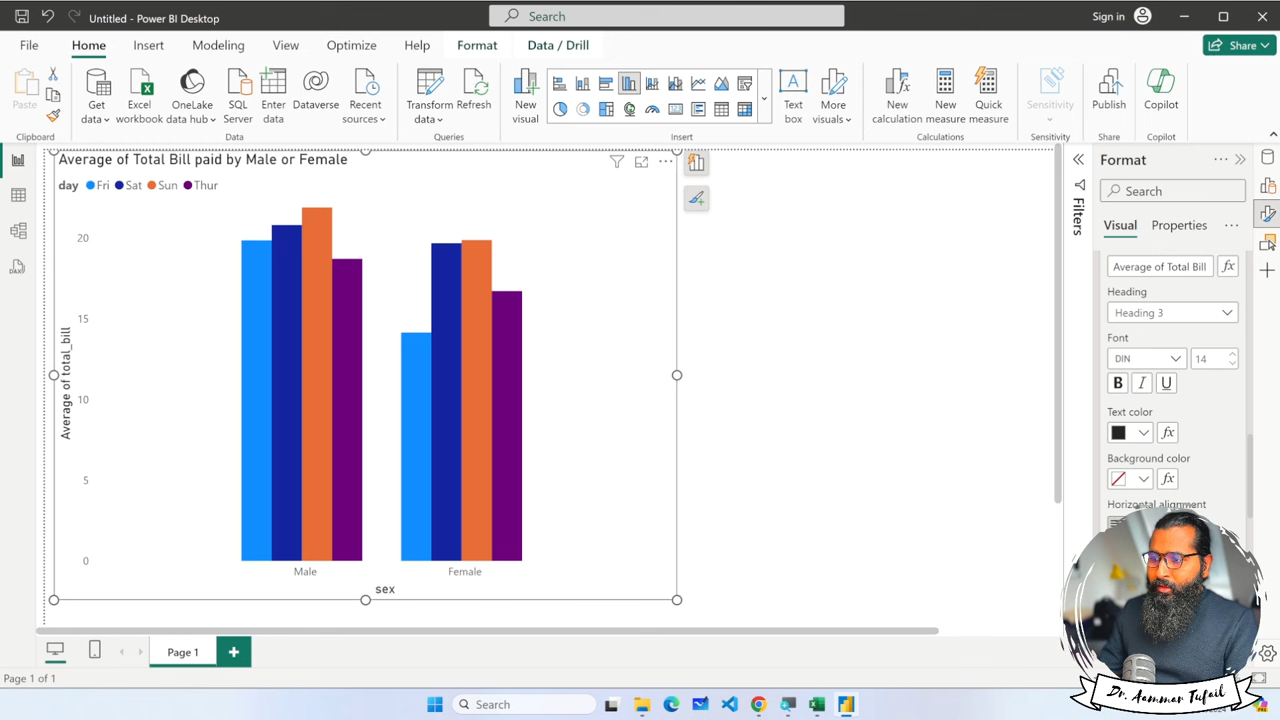 Untitled - Power BI Desktop
Search
Sign in
File
Home
Insert
Modeling
View
Optimize
Help
Format
Data / Drill
Share
Paste
Get data
Excel workbook
OneLake data hub
SQL Server
Enter data
Dataverse
Recent sources
Transform data
Refresh
New visual
Text box
More visuals
New calculation
New measure
Quick measure
Sensitivity
Publish
Copilot
Clipboard
Data
Queries
Insert
Calculations
Sensitivity
Share
Copilot
Average of Total Bill paid by Male or Female
day Fri Sat Sun Thur
20
15
10
5
0
Average of total_bill
Male
Female
sex
Filters
Format
Search
Visual
Properties
Average of Total Bill
fx
Heading
Heading 3
Font
DIN
14
B I U
Text color
fx
Background color
fx
Horizontal alignment
Dr. Aammar Tufail
Page 1
Page 1 of 1
Search